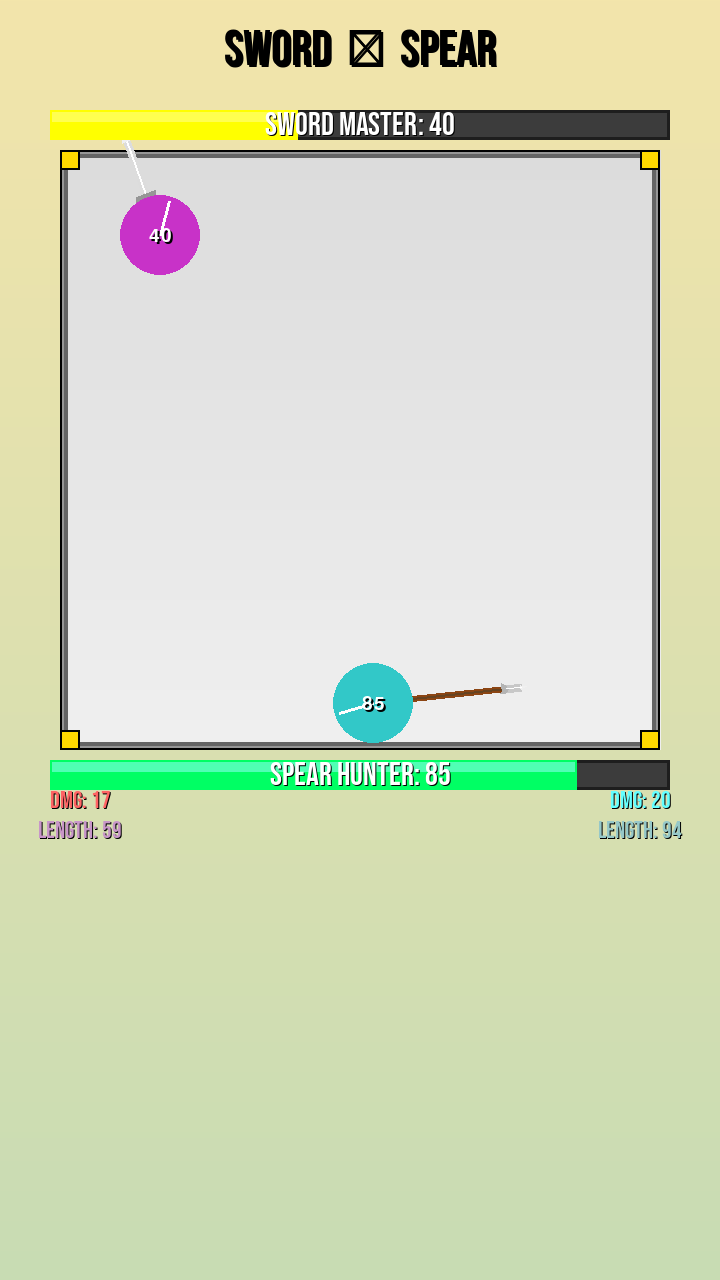 SWORD SPEAR
SWORD MASTER: 40
40
85
SPEAR HUNTER: 85
DMG: 17
DMG: 20
LENGTH: 59
LENGTH: 94